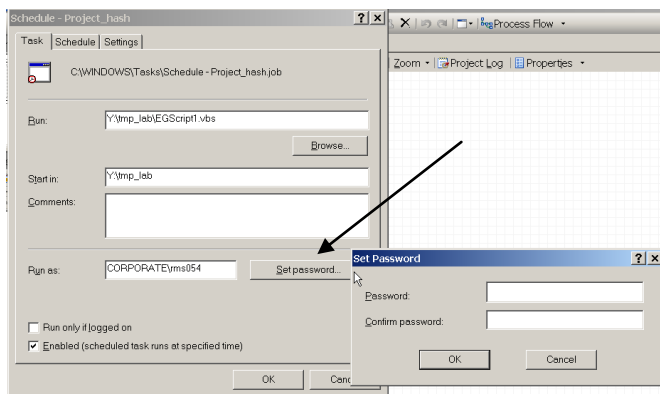 Schedule - Project_hash
Process Flow
Task Schedule Settings
Zoom Project Log Properties
C:\WINDOWS\Tasks\Schedule - Project_hash.job
Run: Y:\tmp_lab\EGScript1.vbs
Browse...
Start in: Y:\tmp_lab
Comments:
Run as: CORPORATE\rms054 Set password...
Set Password
Password:
Confirm password:
OK Cancel
Run only if logged on
Enabled (scheduled task runs at specified time)
OK Canc